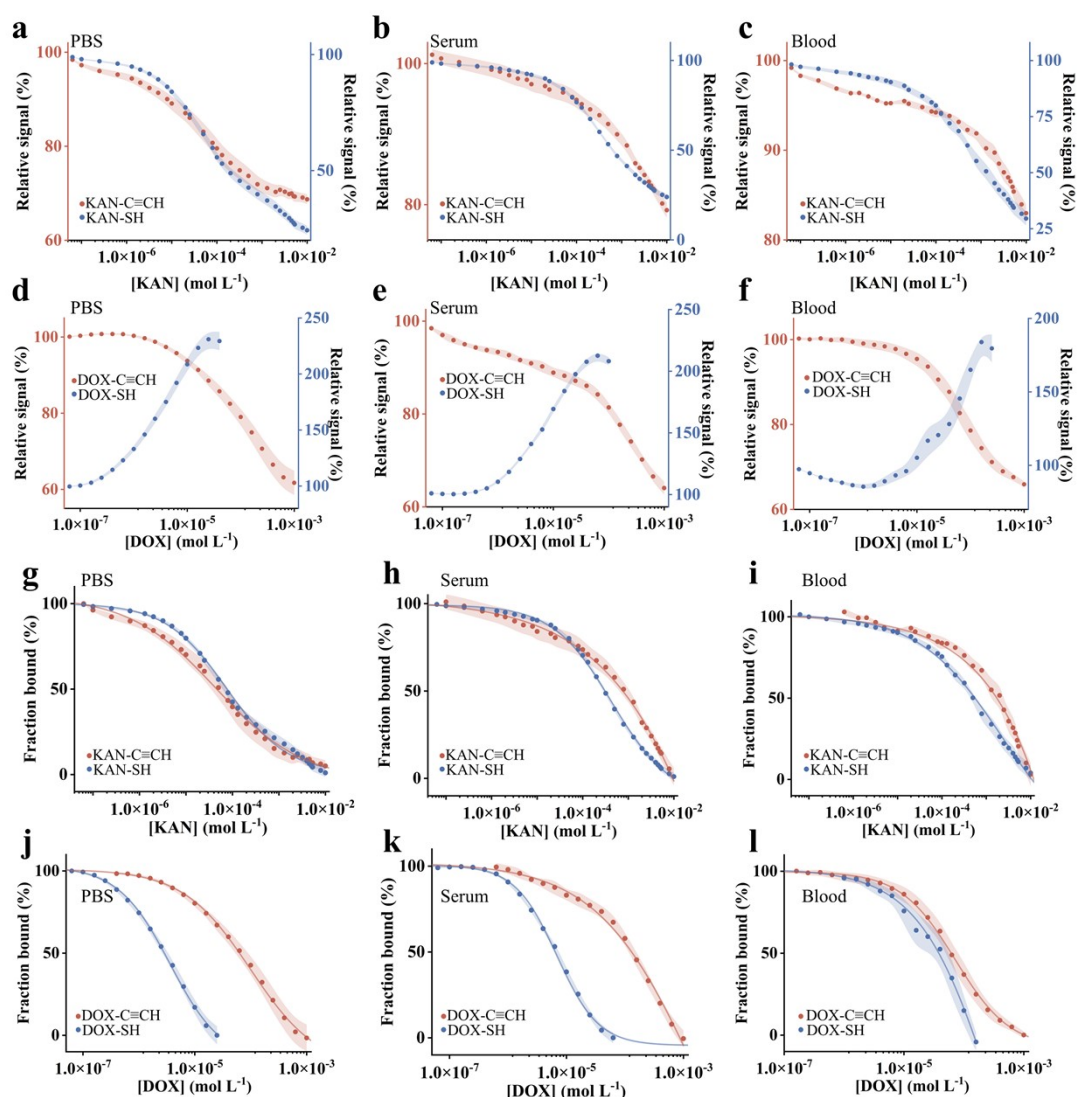 a PBS
100
80
60
Relative signal (%)
100
50
Relative signal (%)
KAN-C≡CH
KAN-SH
1.0×10⁻⁶ 1.0×10⁻⁴ 1.0×10⁻²
[KAN] (mol L⁻¹)
b Serum
100
80
Relative signal (%)
100
50
0
Relative signal (%)
KAN-C≡CH
KAN-SH
1.0×10⁻⁶ 1.0×10⁻⁴ 1.0×10⁻²
[KAN] (mol L⁻¹)
c Blood
100
90
80
Relative signal (%)
100
75
50
25
Relative signal (%)
KAN-C≡CH
KAN-SH
1.0×10⁻⁶ 1.0×10⁻⁴ 1.0×10⁻²
[KAN] (mol L⁻¹)
d PBS
100
80
60
Relative signal (%)
250
200
150
100
Relative signal (%)
DOX-C≡CH
DOX-SH
1.0×10⁻⁷ 1.0×10⁻⁵ 1.0×10⁻³
[DOX] (mol L⁻¹)
e Serum
100
80
60
Relative signal (%)
250
200
150
100
Relative signal (%)
DOX-C≡CH
DOX-SH
1.0×10⁻⁷ 1.0×10⁻⁵ 1.0×10⁻³
[DOX] (mol L⁻¹)
f Blood
100
80
60
Relative signal (%)
200
150
100
Relative signal (%)
DOX-C≡CH
DOX-SH
1.0×10⁻⁷ 1.0×10⁻⁵ 1.0×10⁻³
[DOX] (mol L⁻¹)
g PBS
100
50
0
Fraction bound (%)
KAN-C≡CH
KAN-SH
1.0×10⁻⁶ 1.0×10⁻⁴ 1.0×10⁻²
[KAN] (mol L⁻¹)
h Serum
100
50
0
Fraction bound (%)
KAN-C≡CH
KAN-SH
1.0×10⁻⁶ 1.0×10⁻⁴ 1.0×10⁻²
[KAN] (mol L⁻¹)
i Blood
100
50
0
Fraction bound (%)
KAN-C≡CH
KAN-SH
1.0×10⁻⁶ 1.0×10⁻⁴ 1.0×10⁻²
[KAN] (mol L⁻¹)
j PBS
100
50
0
Fraction bound (%)
DOX-C≡CH
DOX-SH
1.0×10⁻⁷ 1.0×10⁻⁵ 1.0×10⁻³
[DOX] (mol L⁻¹)
k Serum
100
50
0
Fraction bound (%)
DOX-C≡CH
DOX-SH
1.0×10⁻⁷ 1.0×10⁻⁵ 1.0×10⁻³
[DOX] (mol L⁻¹)
l Blood
100
50
0
Fraction bound (%)
DOX-C≡CH
DOX-SH
1.0×10⁻⁷ 1.0×10⁻⁵ 1.0×10⁻³
[DOX] (mol L⁻¹)